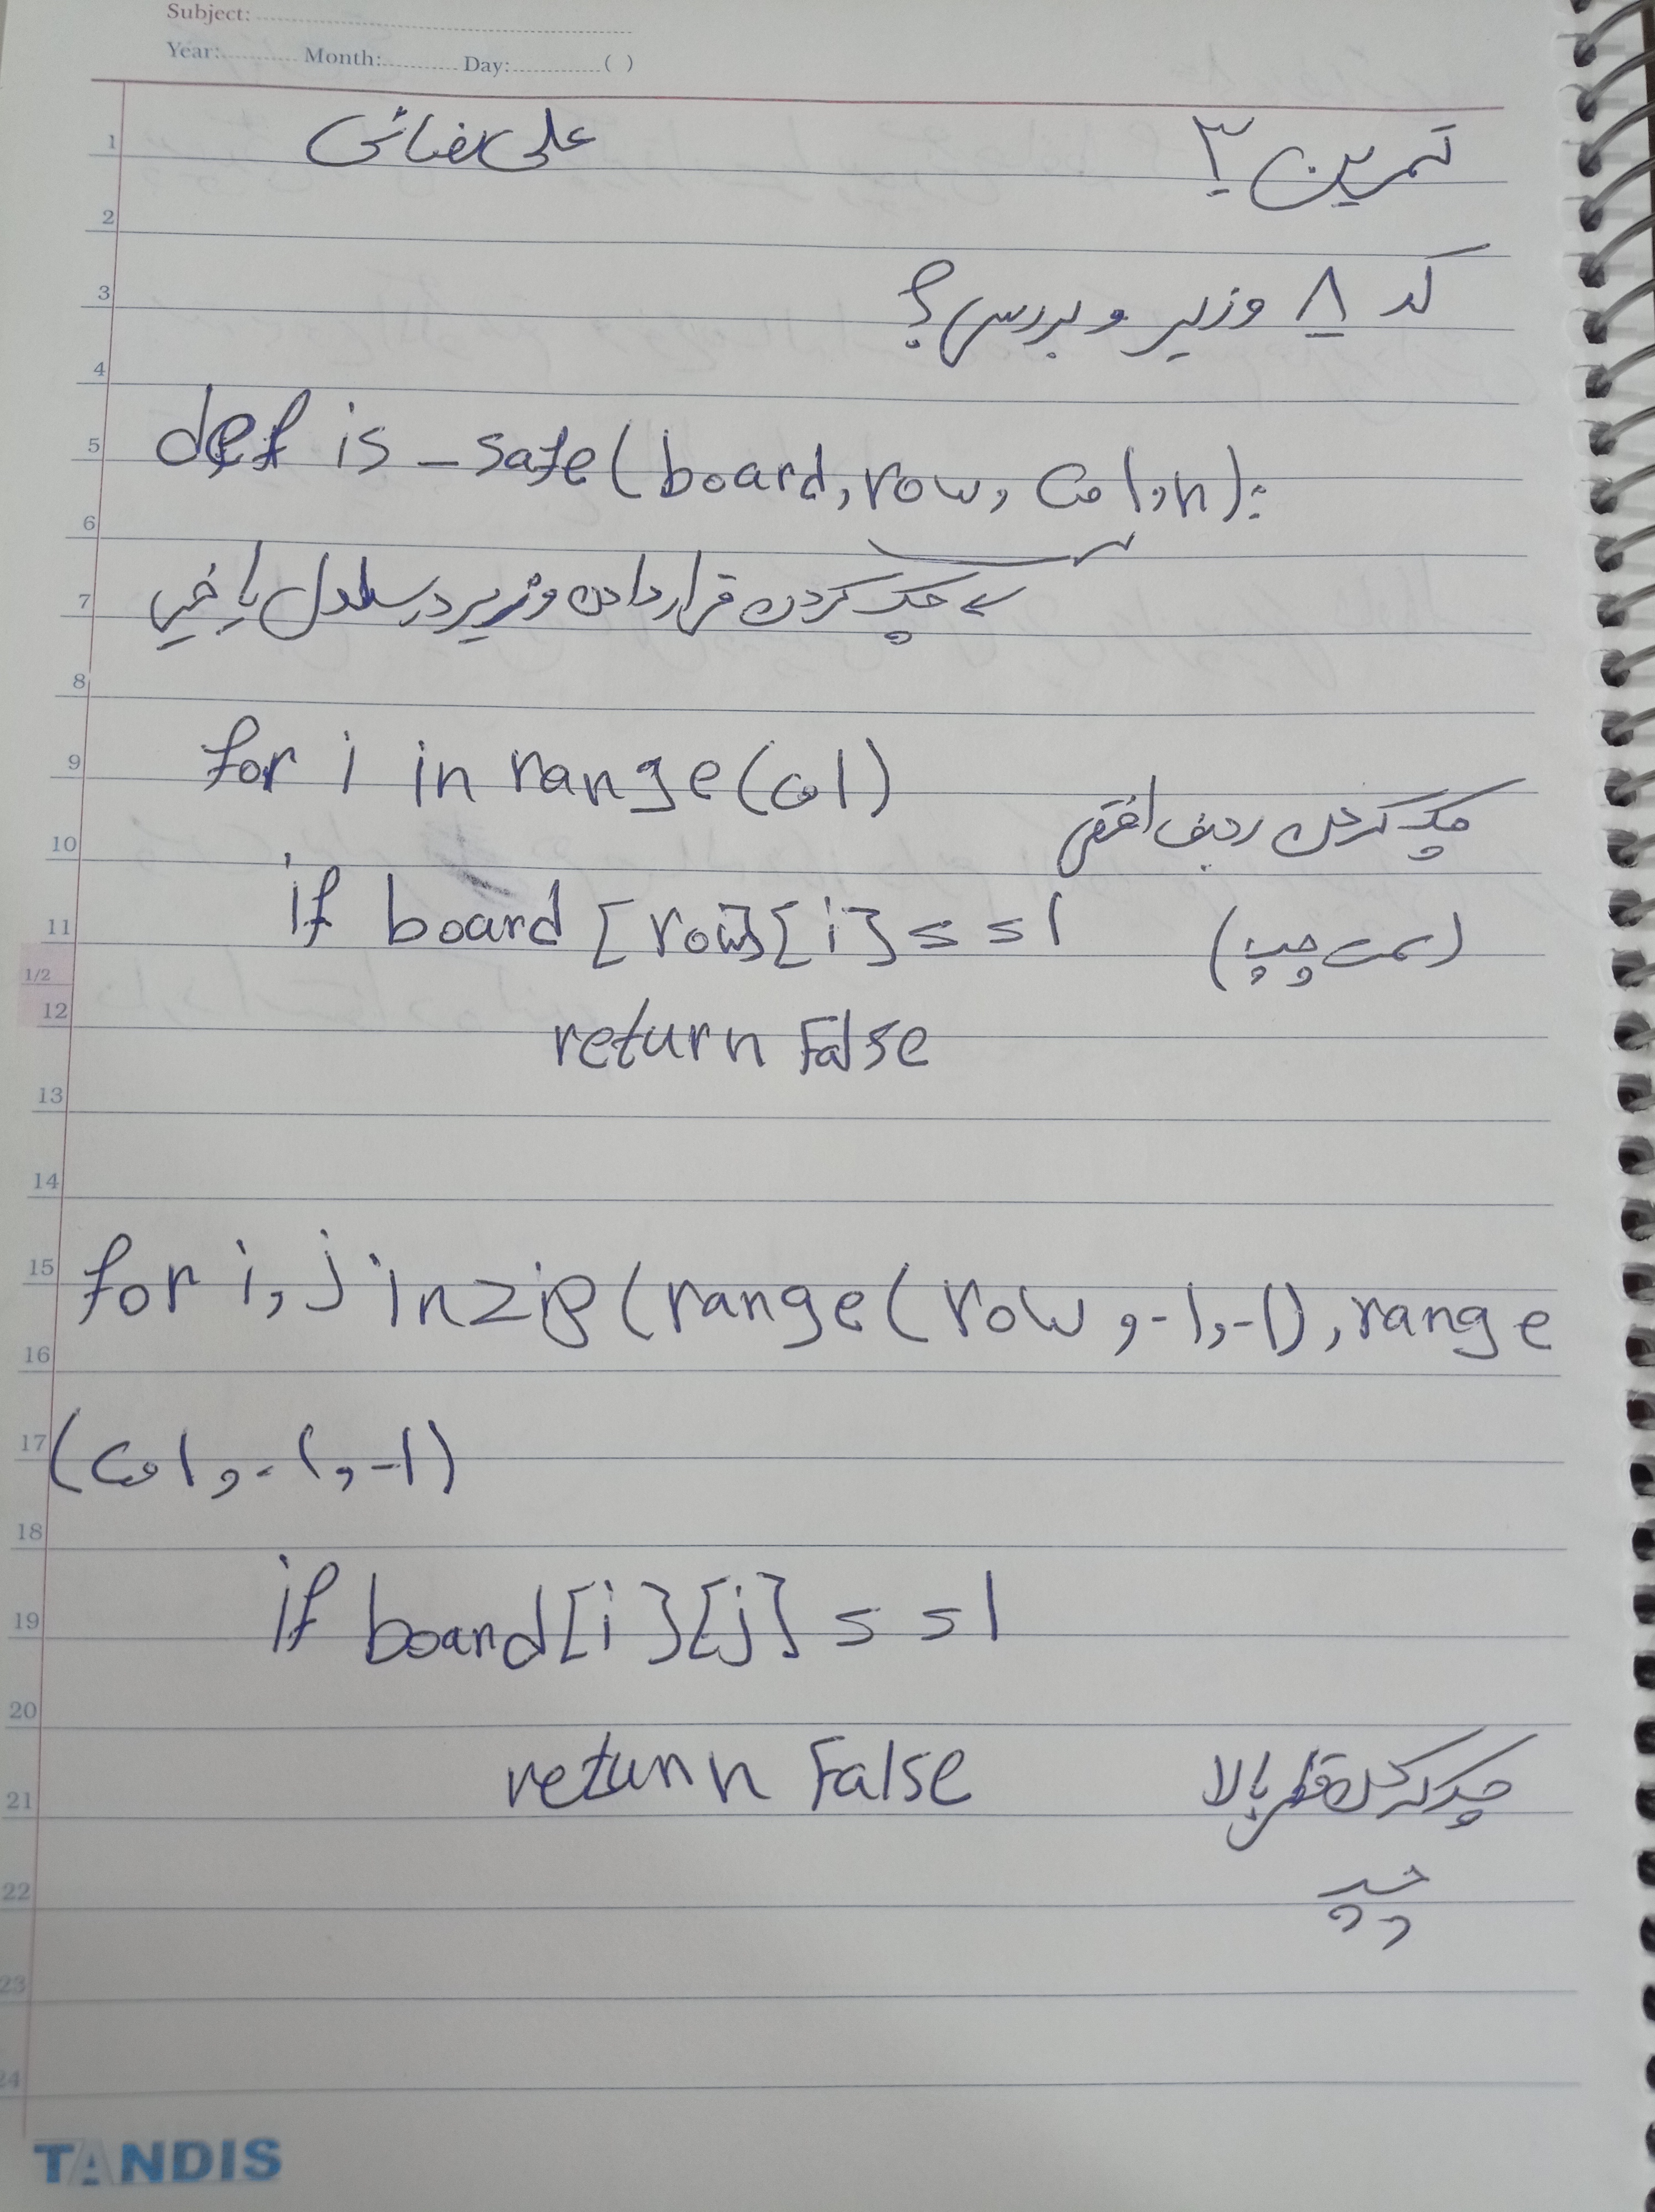 Subject:
Year: Month: Day: ( )
تمرین ۳ علی رضائی
کد ۸ وزیر و بررسی؟
def is_safe(board,row,col,n):
چک کردن قرار دادن وزیر در سلول یا خیر
for i in range(col)
چک کردن ردیف افقی
if board[row][i]==1
(سمت چپ)
return False
for i,j in zip(range(row,-1,-1),range
(col,-1,-1)
if board[i][j]==1
return False
چک کردن قطر بالا
چپ
1
2
3
4
5
6
7
8
9
10
11
1/2
12
13
14
15
16
17
18
19
20
21
22
23
24
TANDIS